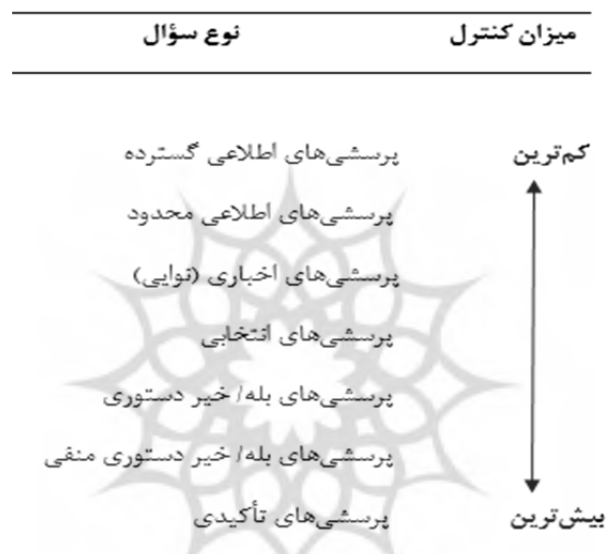 میزان کنترل نوع سؤال
کم‌ترین پرسشی‌های اطلاعی گسترده
پرسشی‌های اطلاعی محدود
پرسشی‌های اخباری (نوایی)
پرسشی‌های انتخابی
پرسشی‌های بله/ خیر دستوری
پرسشی‌های بله/ خیر دستوری منفی
بیش‌ترین پرسشی‌های تأکیدی